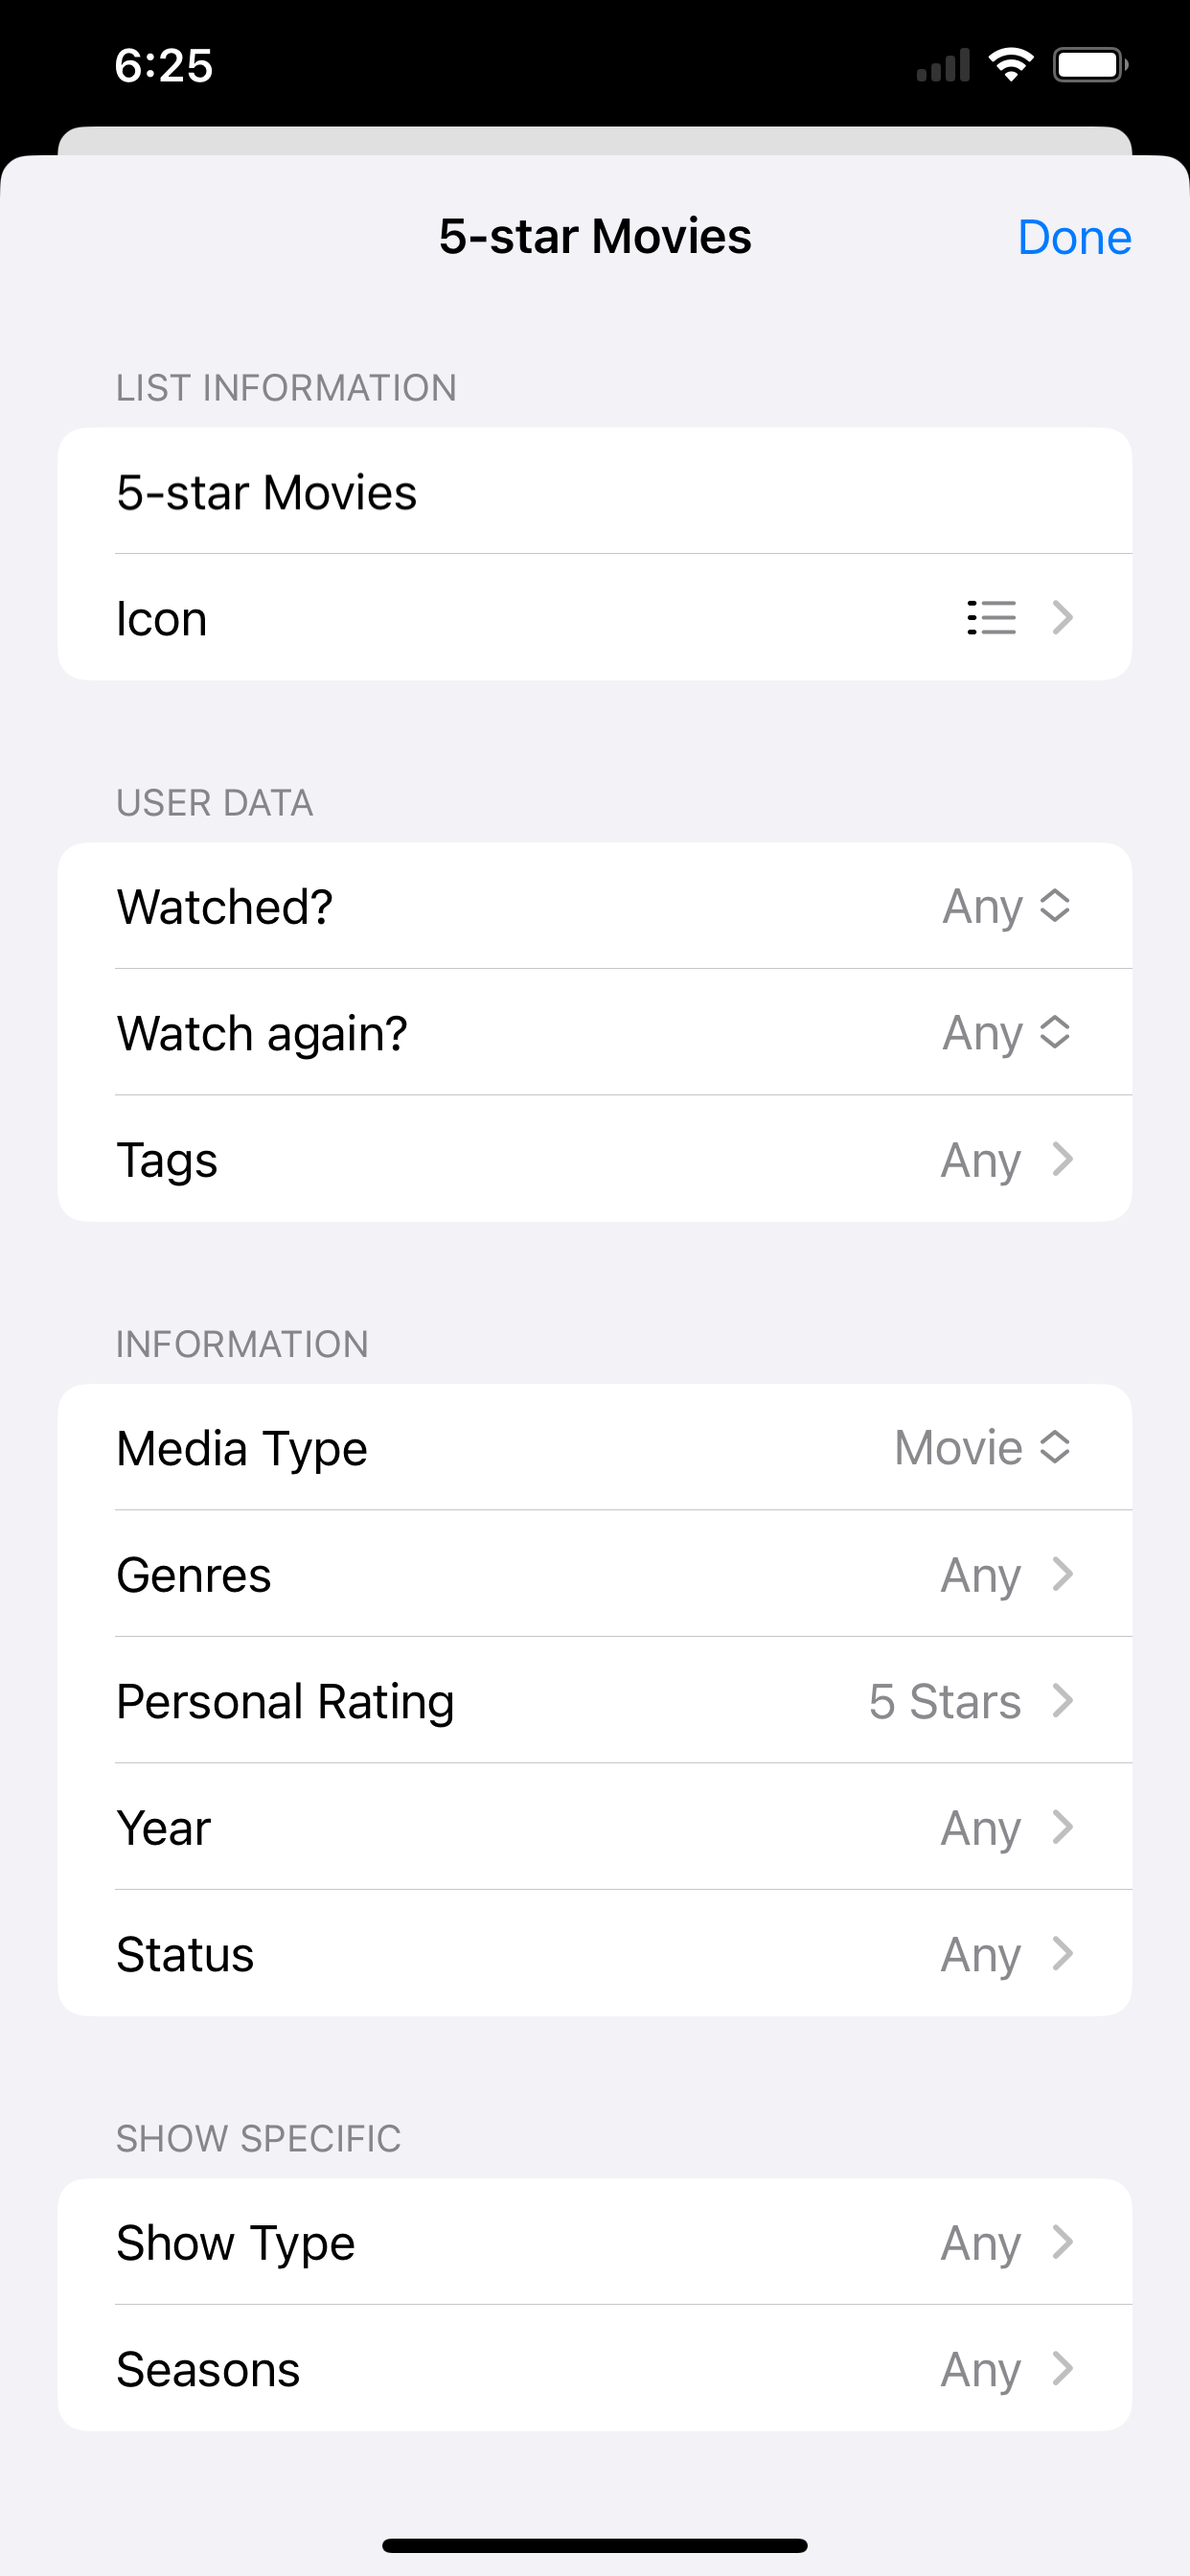 6:25
5-star Movies Done
LIST INFORMATION
5-star Movies
Icon
USER DATA
Watched? Any
Watch again? Any
Tags Any
INFORMATION
Media Type Movie
Genres Any
Personal Rating 5 Stars
Year Any
Status Any
SHOW SPECIFIC
Show Type Any
Seasons Any